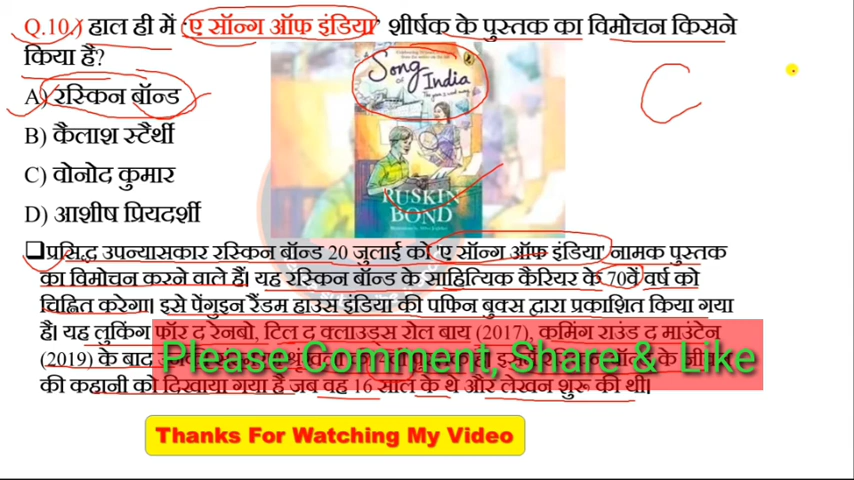 Q.10.) हाल ही में 'ए सॉन्ग ऑफ इंडिया' शीर्षक के पुस्तक का विमोचन किसने
किया है?
A) रस्किन बॉन्ड
B) कैलाश स्टैर्थी
C) वोनोद कुमार
D) आशीष प्रियदर्शी
Song
of India
RUSKIN
BOND
प्रसिद्ध उपन्यासकार रस्किन बॉन्ड 20 जुलाई को 'ए सॉन्ग ऑफ इंडिया' नामक पुस्तक
का विमोचन करने वाले हैं। यह रस्किन बॉन्ड के साहित्यिक कैरियर के 70वें वर्ष को
चिह्नित करेगा। इसे पेंगुइन रैंडम हाउस इंडिया की पफिन बुक्स द्वारा प्रकाशित किया गया
है। यह लुकिंग फॉर द रेनबो, टिल द क्लाउड्स रोल बाय (2017), कमिंग राउंड द माउंटेन
(2019) के बाद
Please Comment, Share & Like
की कहानी को दिखाया गया है जब वह 16 साल के थे और लेखन शुरू की थी।
Thanks For Watching My Video